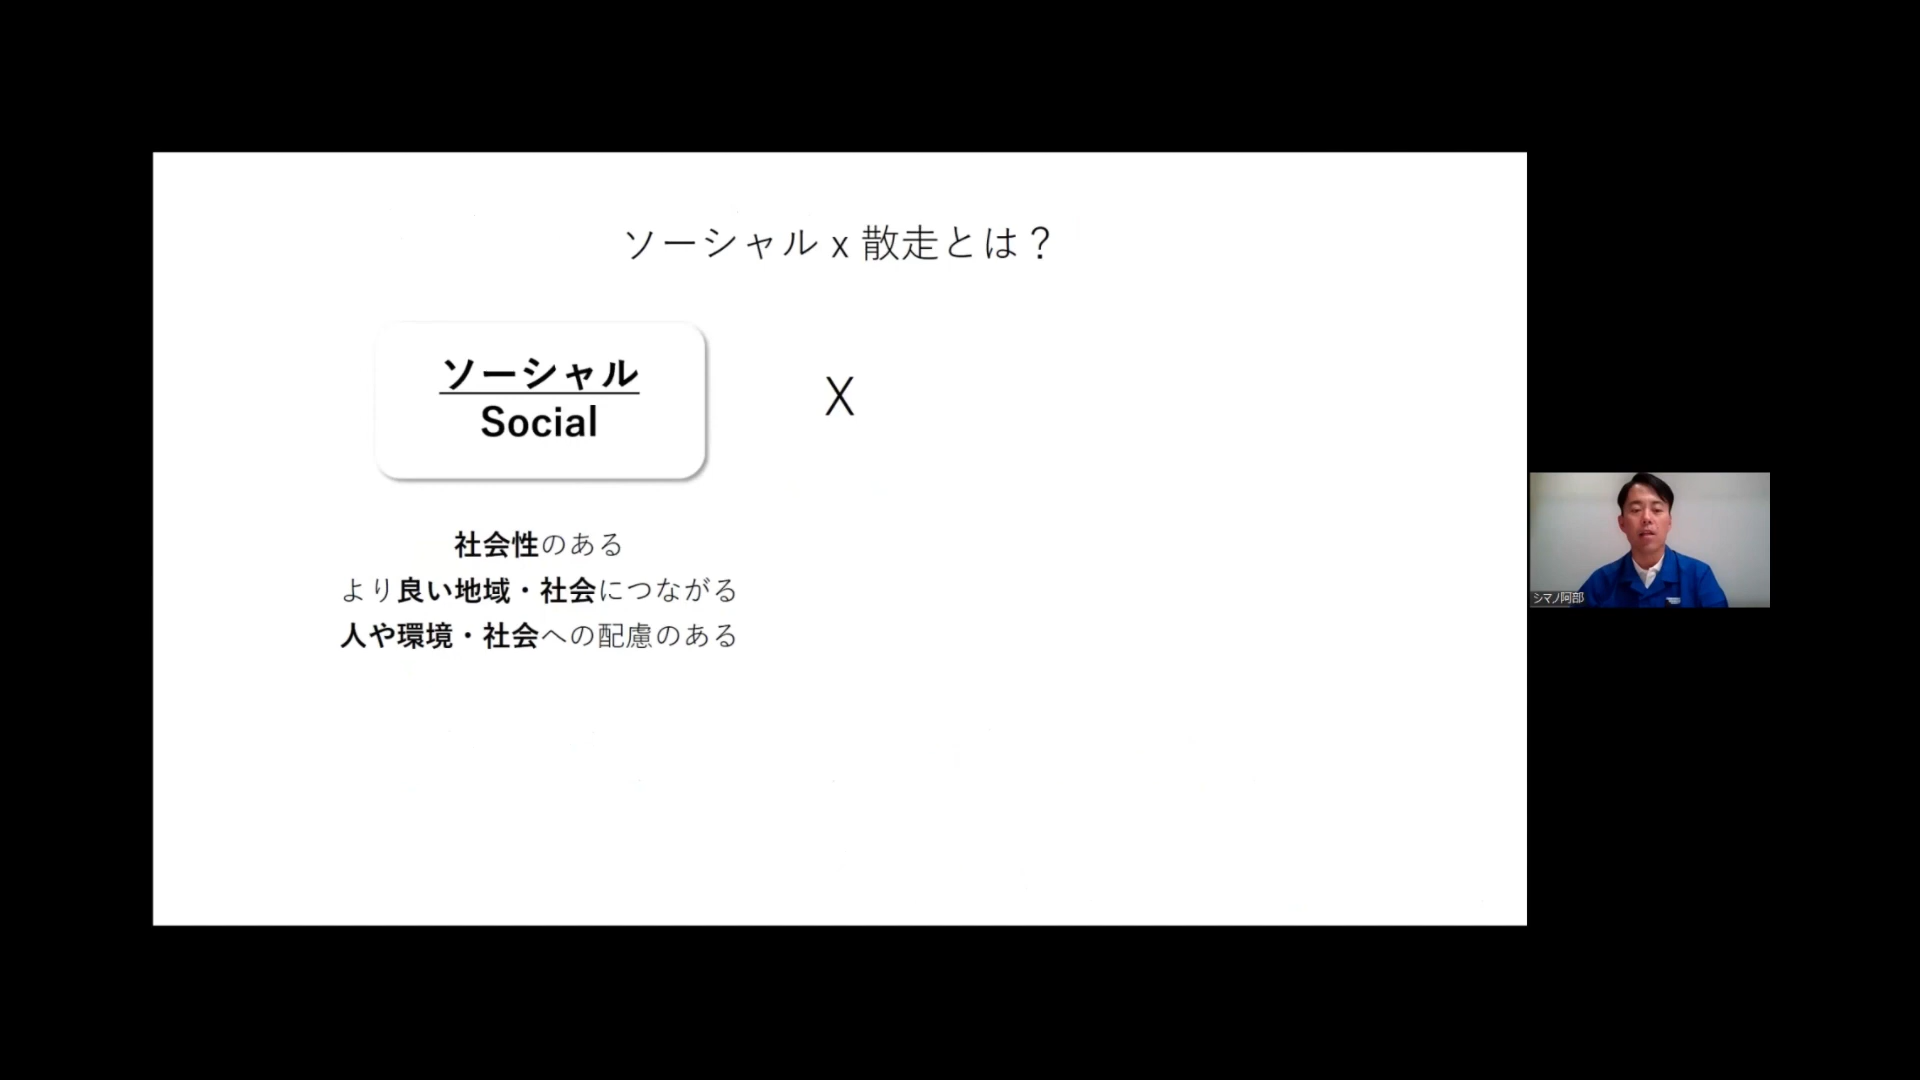 ソーシャル x 散走とは？
ソーシャル
Social
X
社会性のある
より良い地域・社会につながる
人や環境・社会への配慮のある
シマノ阿部